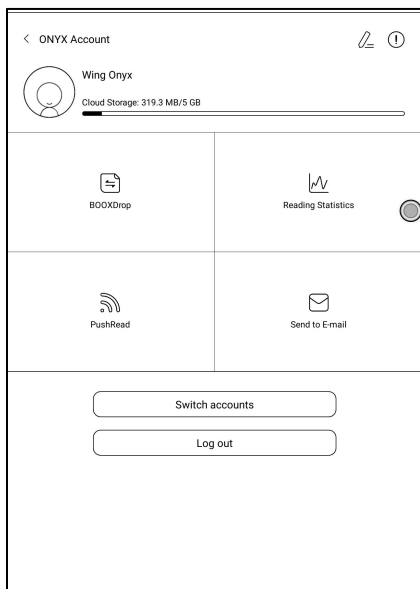 ONYX Account
Wing Onyx
Cloud Storage: 319.3 MB/5 GB
BOOXDrop
Reading Statistics
PushRead
Send to E-mail
Switch accounts
Log out